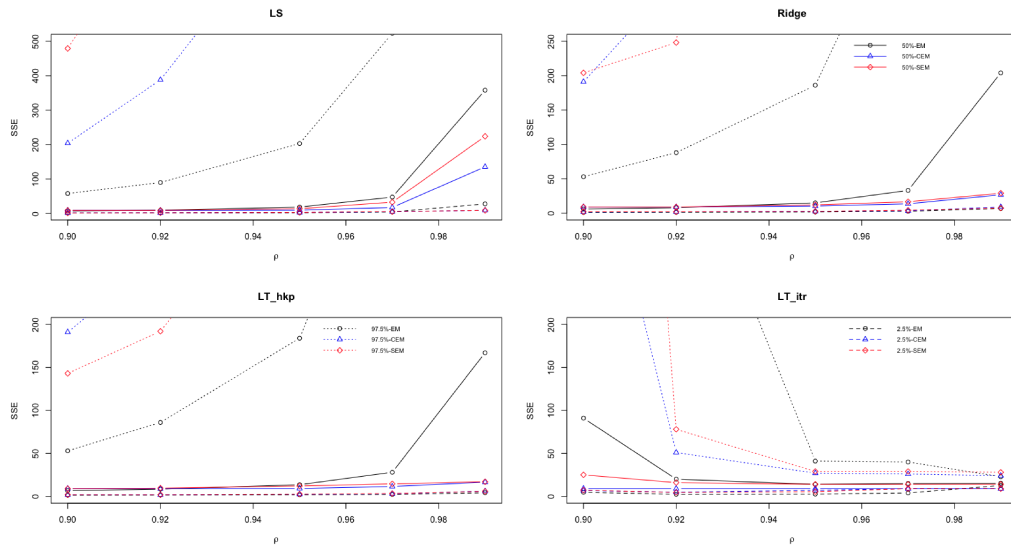 LS
SSE
500
400
300
200
100
0
0.90
0.92
0.94
0.96
0.98
ρ
Ridge
SSE
250
200
150
100
50
0
50%-EM
50%-CEM
50%-SEM
0.90
0.92
0.94
0.96
0.98
ρ
LT_hkp
SSE
200
150
100
50
0
97.5%-EM
97.5%-CEM
97.5%-SEM
0.90
0.92
0.94
0.96
0.98
ρ
LT_itr
SSE
200
150
100
50
0
2.5%-EM
2.5%-CEM
2.5%-SEM
0.90
0.92
0.94
0.96
0.98
ρ